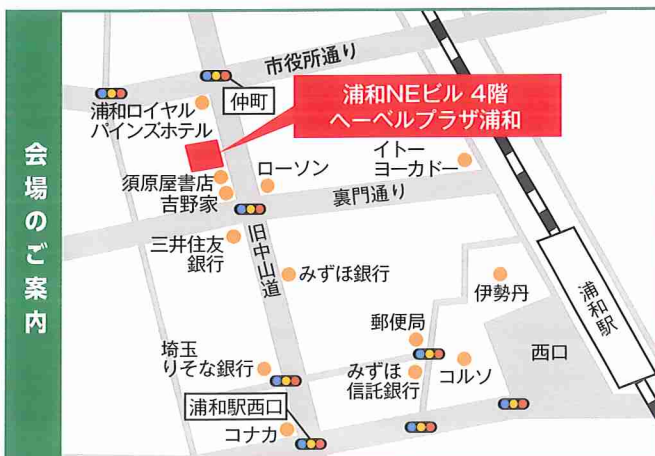 会場のご案内
市役所通り
仲町
浦和ロイヤル
パインズホテル
浦和NEビル 4階
ヘーベルプラザ浦和
須原屋書店
吉野家
ローソン
イトー
ヨーカドー
裏門通り
三井住友
銀行
旧中山道
みずほ銀行
伊勢丹
浦和駅
郵便局
西口
埼玉
りそな銀行
みずほ
信託銀行
コルソ
浦和駅西口
コナカ